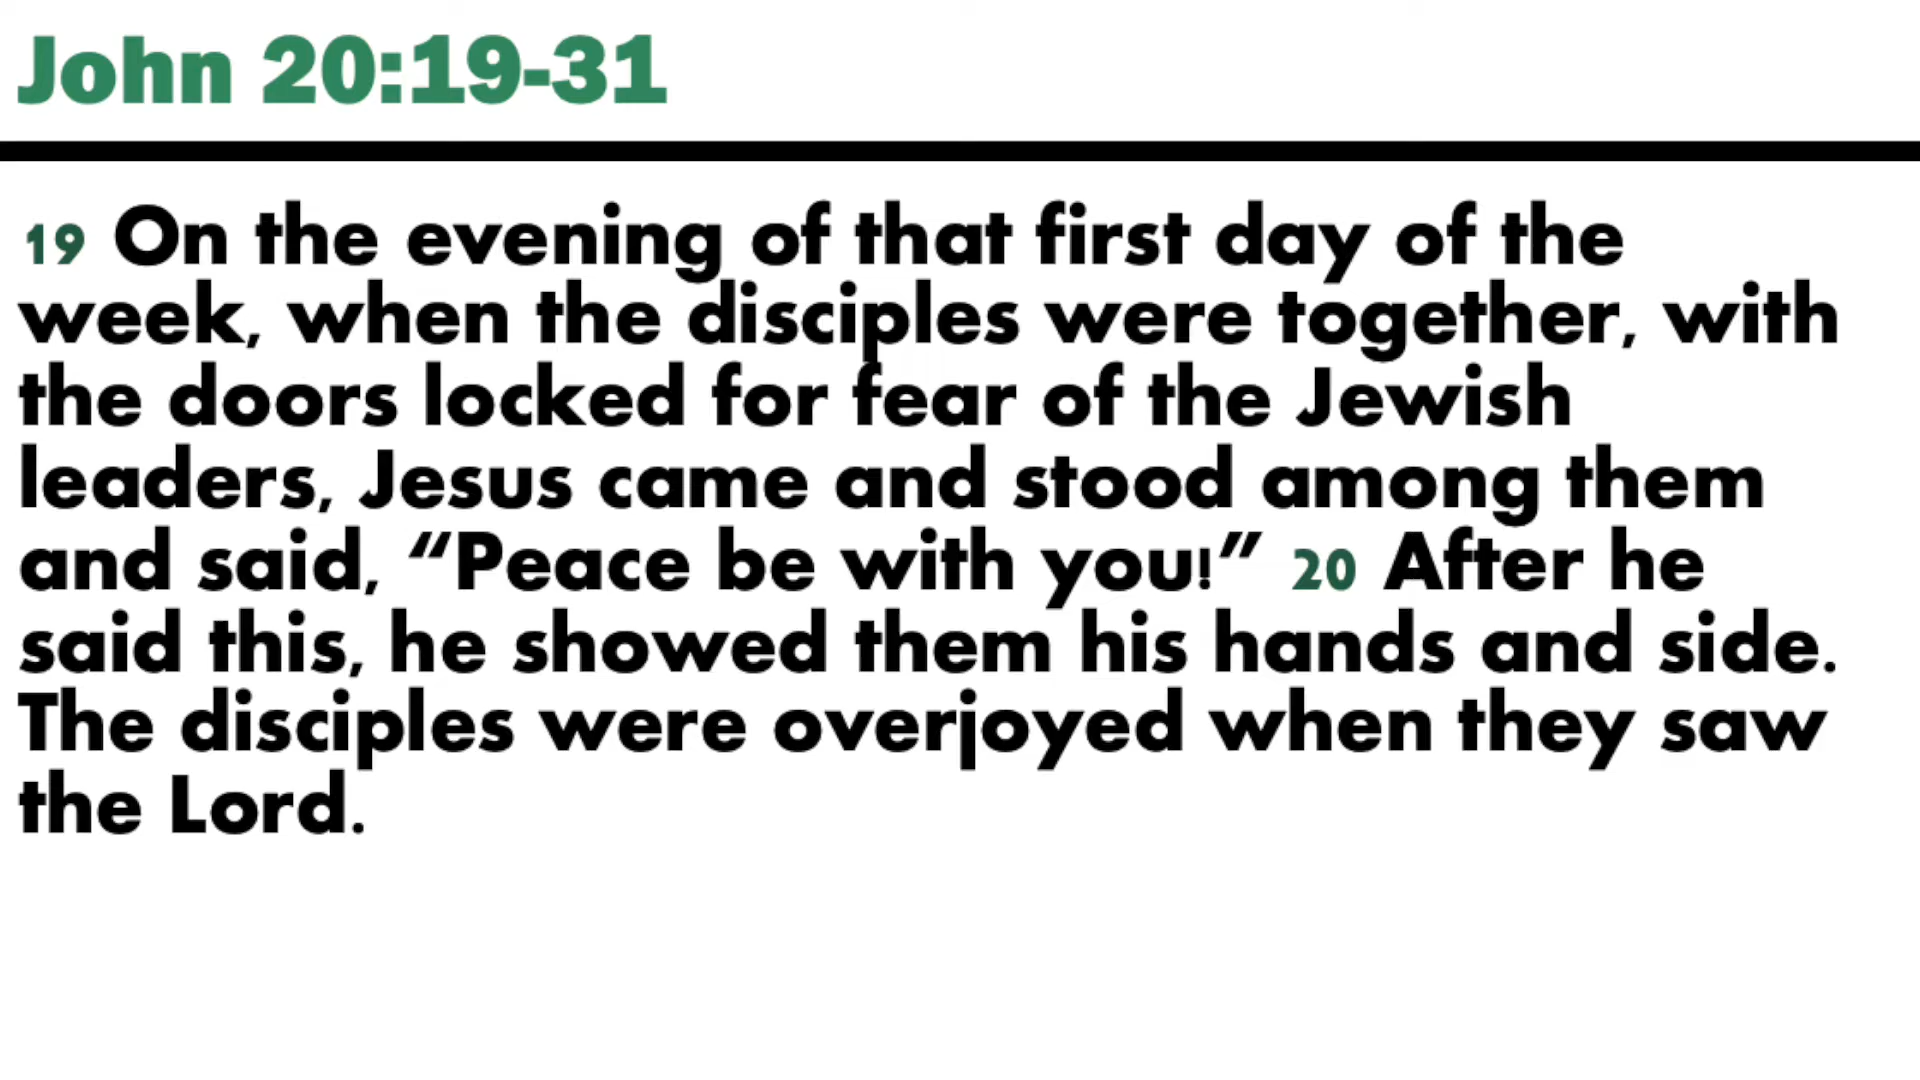 John 20:19-31
19 On the evening of that first day of the
week, when the disciples were together, with
the doors locked for fear of the Jewish
leaders, Jesus came and stood among them
and said, “Peace be with you!” 20 After he
said this, he showed them his hands and side.
The disciples were overjoyed when they saw
the Lord.